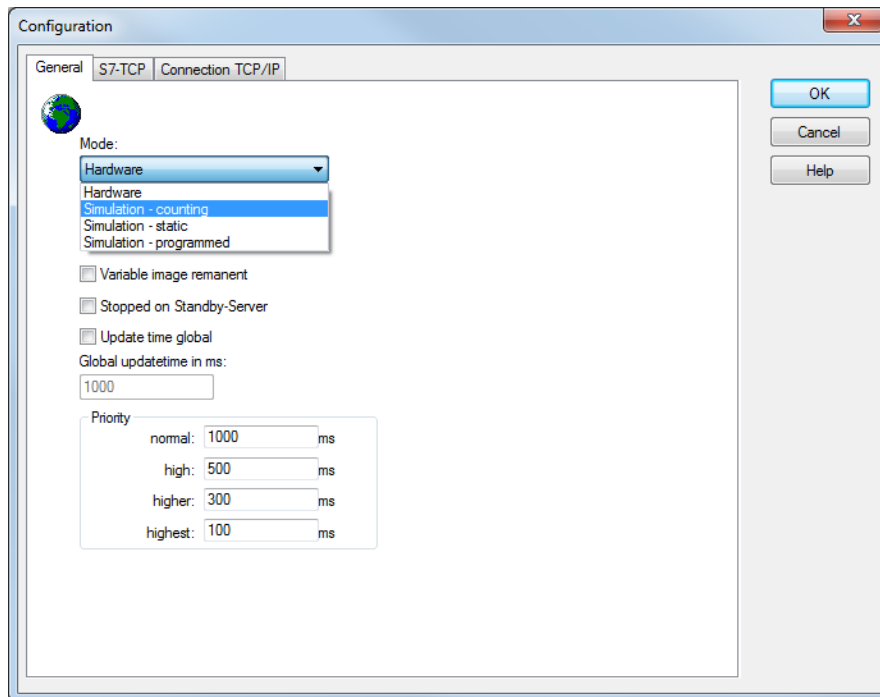 Configuration
General S7-TCP Connection TCP/IP
OK
Cancel
Help
Mode:
Hardware
Hardware
Simulation - counting
Simulation - static
Simulation - programmed
Variable image remanent
Stopped on Standby-Server
Update time global
Global updatetime in ms:
1000
Priority
normal: 1000 ms
high: 500 ms
higher: 300 ms
highest: 100 ms